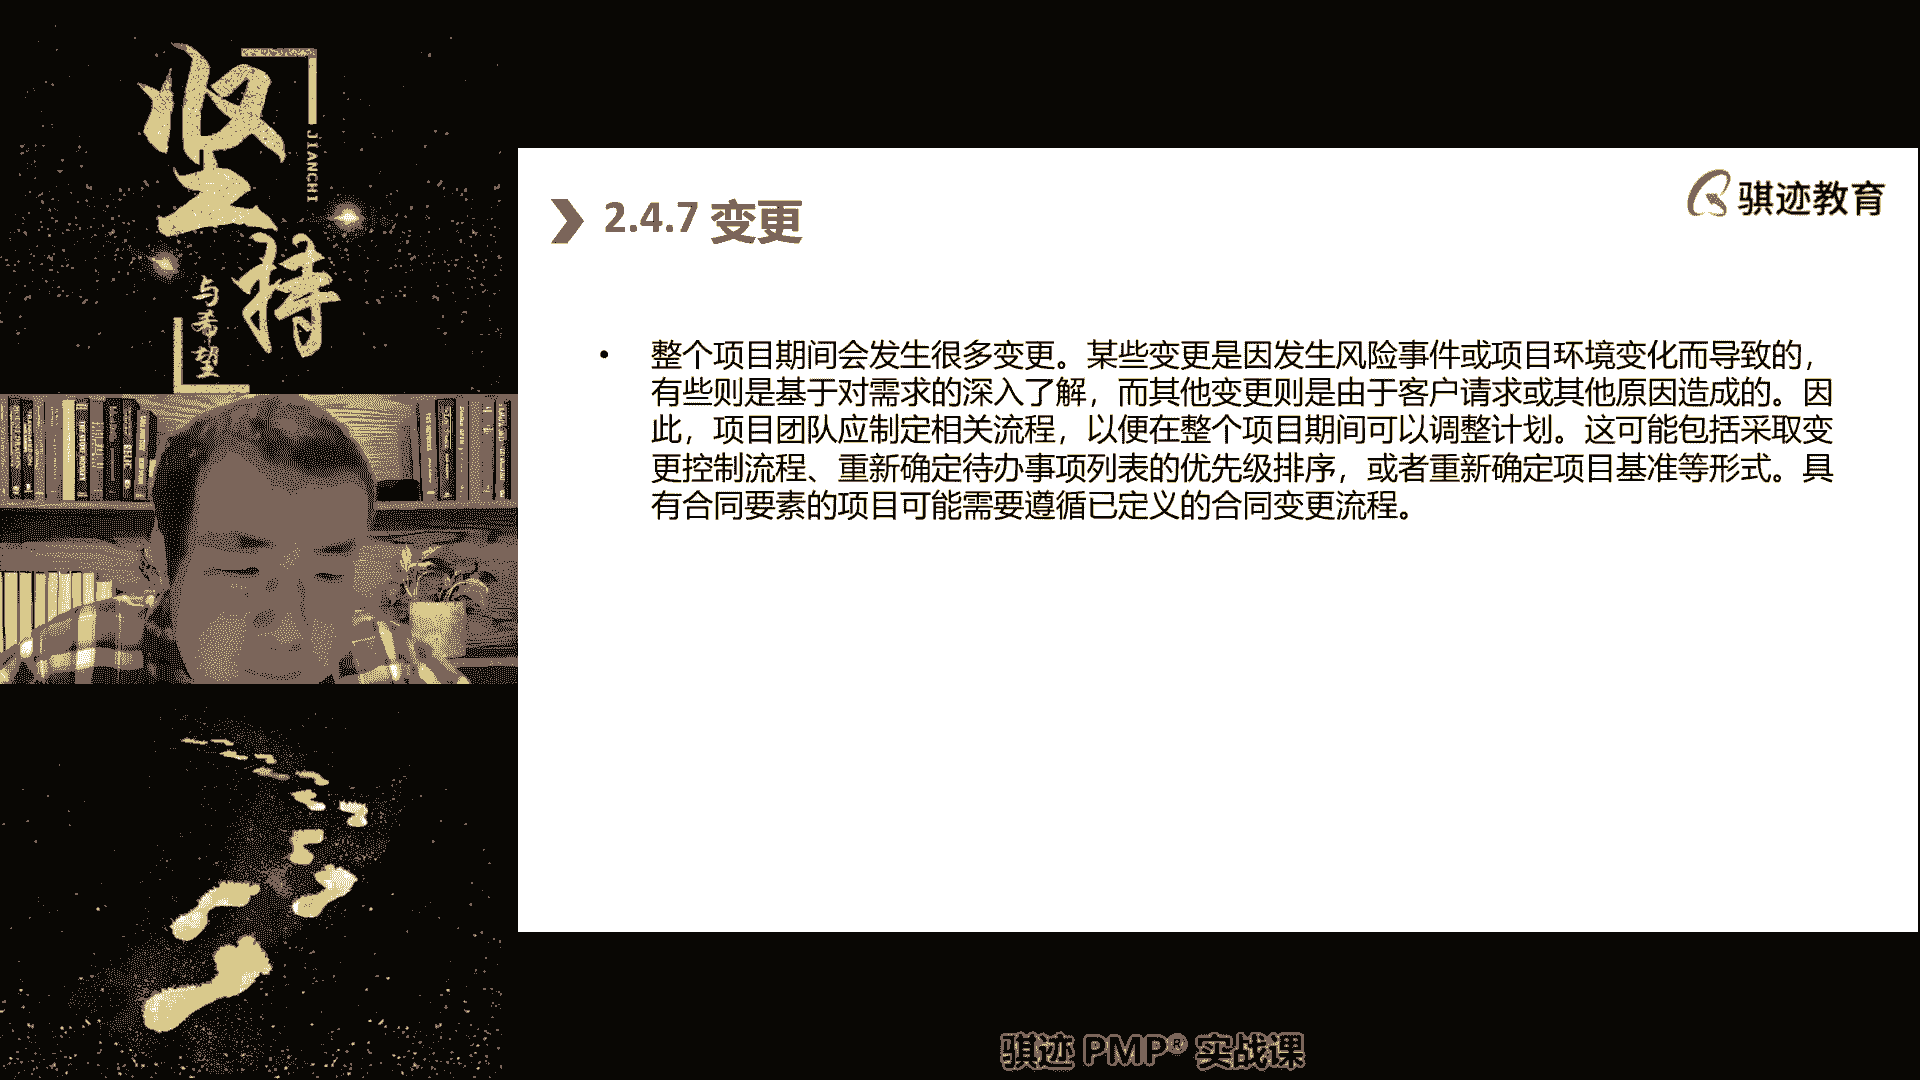 坚持
JIANCHI
与希望
骐迹教育
2.4.7 变更
• 整个项目期间会发生很多变更。某些变更是因发生风险事件或项目环境变化而导致的，
有些则是基于对需求的深入了解，而其他变更则是由于客户请求或其他原因造成的。因
此，项目团队应制定相关流程，以便在整个项目期间可以调整计划。这可能包括采取变
更控制流程、重新确定待办事项列表的优先级排序，或者重新确定项目基准等形式。具
有合同要素的项目可能需要遵循已定义的合同变更流程。
骐迹 PMP® 实战课